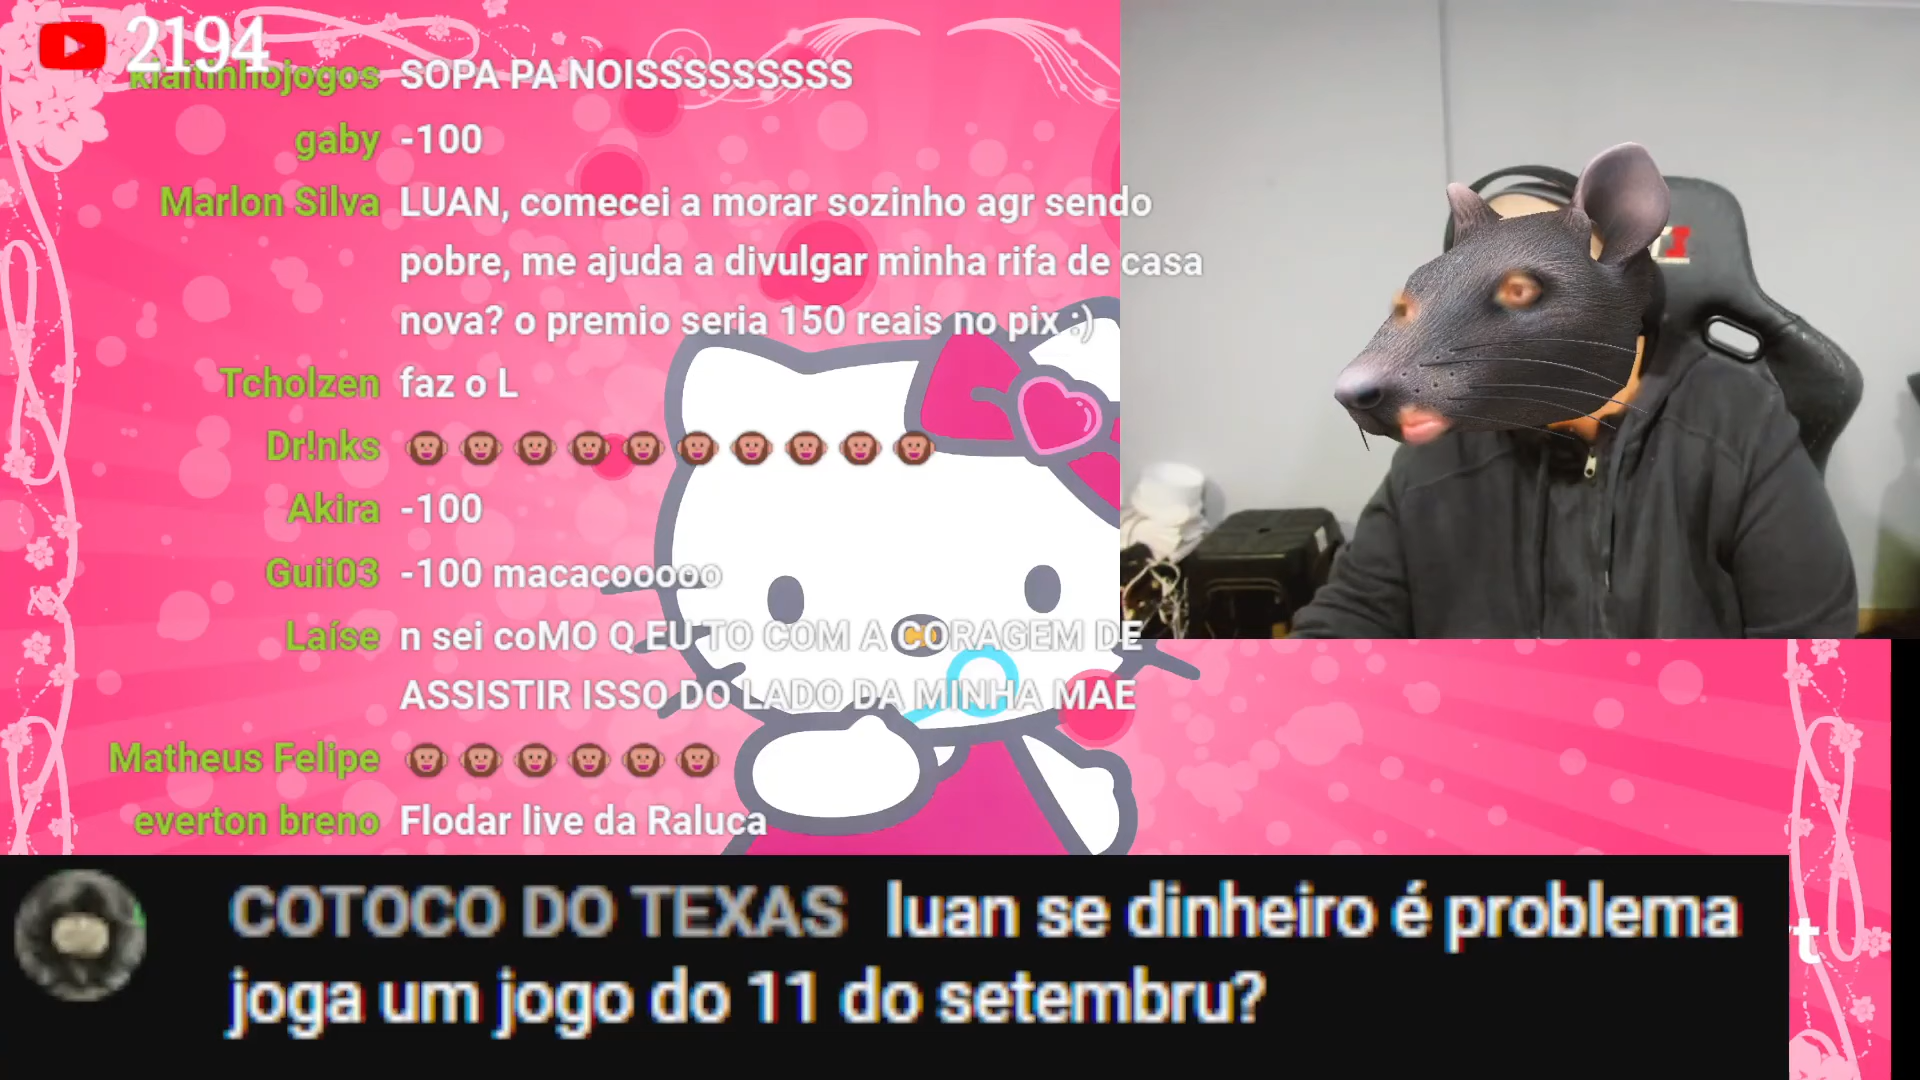 2194
klaitinhojogos SOPA PA NOISSSSSSSSS
gaby -100
Marlon Silva LUAN, comecei a morar sozinho agr sendo
pobre, me ajuda a divulgar minha rifa de casa
nova? o premio seria 150 reais no pix :)
Tcholzen faz o L
Dr!nks 🐵🐵🐵🐵🐵🐵🐵🐵🐵🐵
Akira -100
Guii03 -100 macacooooo
Laíse n sei coMO Q EU TO COM A CORAGEM DE
ASSISTIR ISSO DO LADO DA MINHA MAE
Matheus Felipe 🐵🐵🐵🐵🐵🐵
everton breno Flodar live da Raluca
COTOCO DO TEXAS luan se dinheiro é problema
joga um jogo do 11 do setembru?